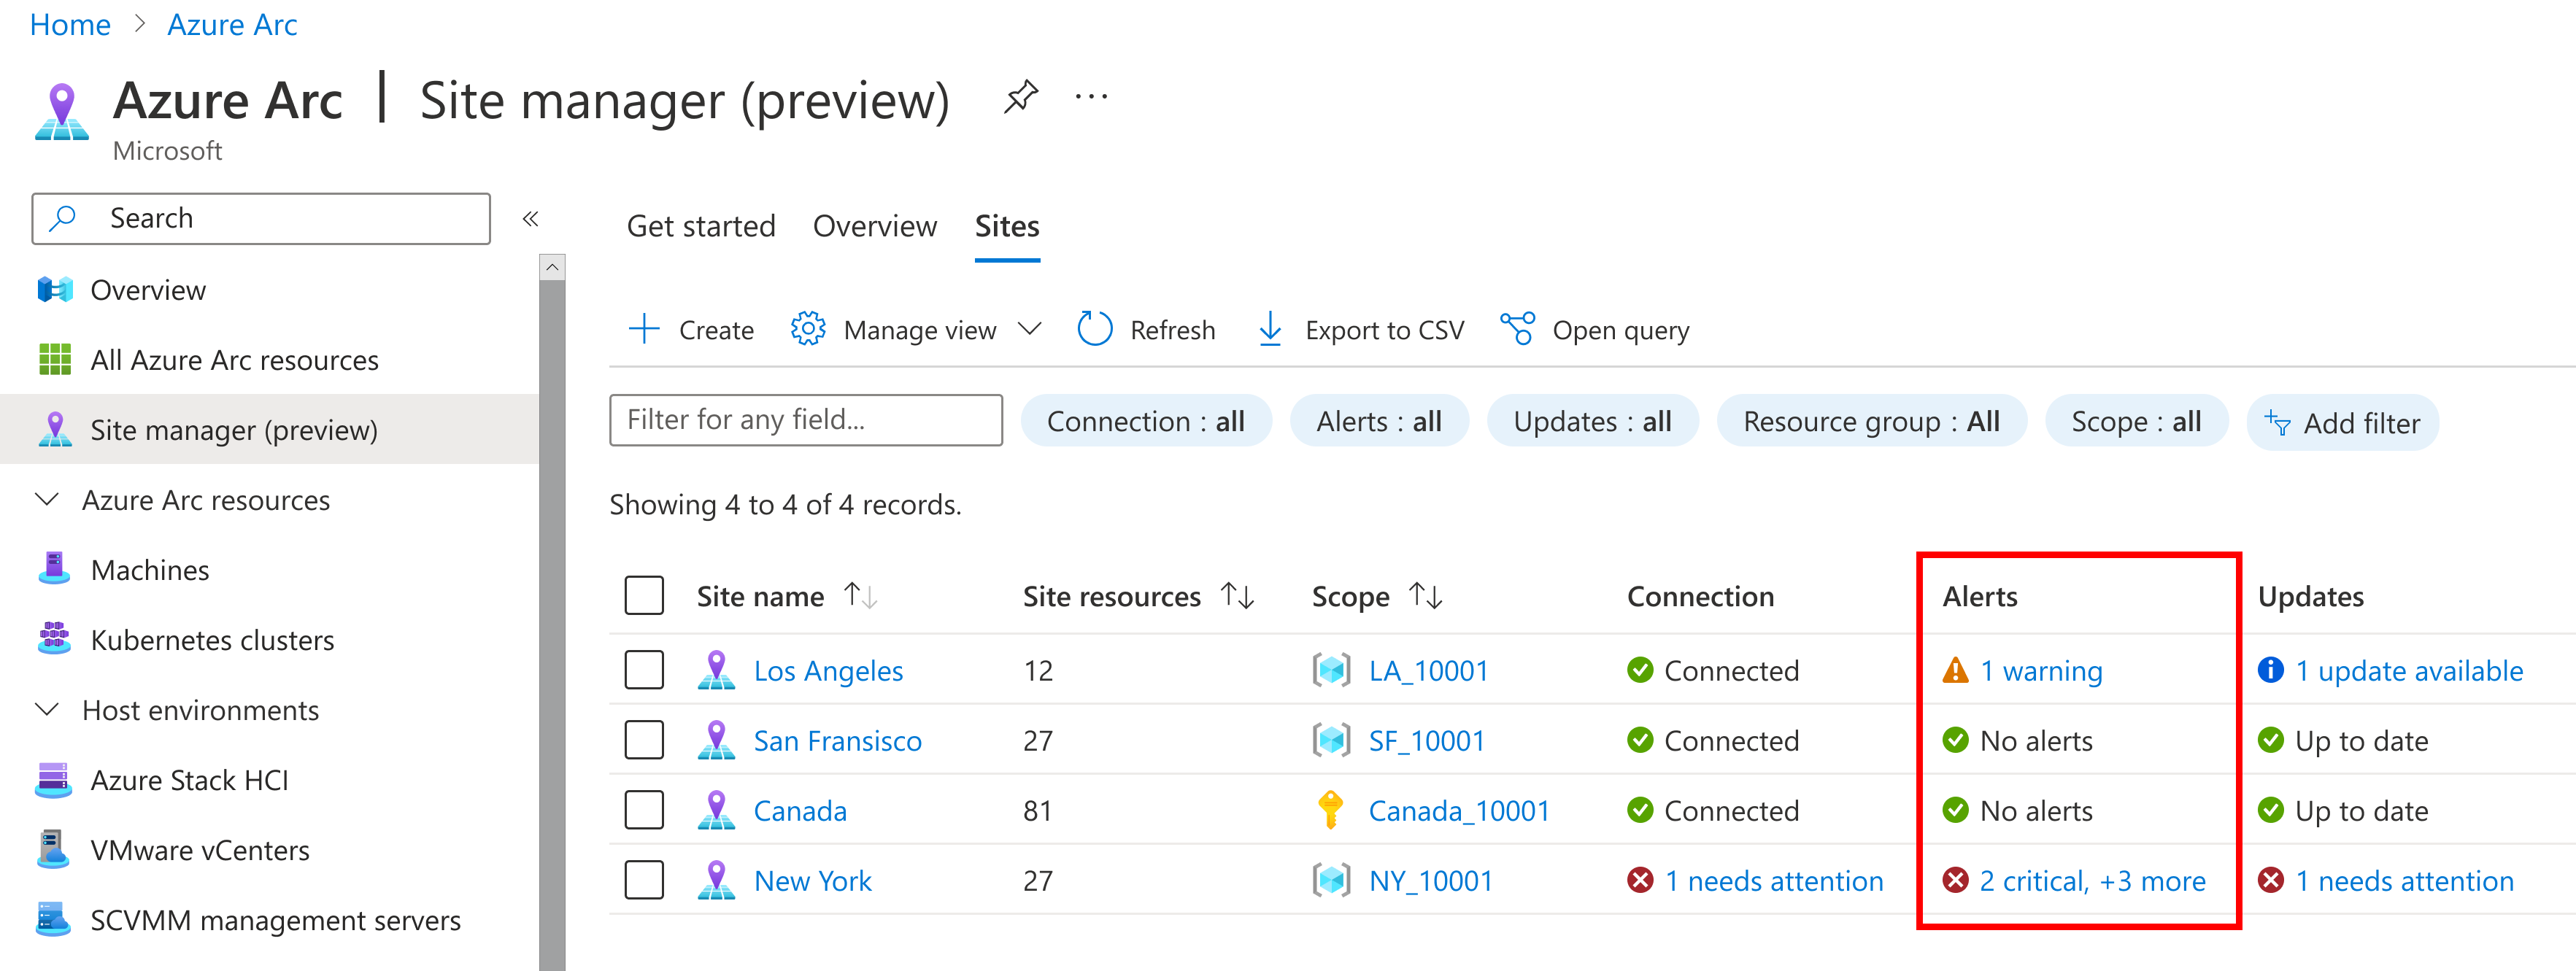 Home > Azure Arc
Azure Arc | Site manager (preview) ...
Microsoft
Search «
Overview
All Azure Arc resources
Site manager (preview)
Azure Arc resources
Machines
Kubernetes clusters
Host environments
Azure Stack HCI
VMware vCenters
SCVMM management servers
Get started Overview Sites
Create Manage view Refresh Export to CSV Open query
Filter for any field... Connection : all Alerts : all Updates : all Resource group : All Scope : all Add filter
Showing 4 to 4 of 4 records.
Site name ↑↓ Site resources ↑↓ Scope ↑↓ Connection Alerts Updates
Los Angeles 12 LA_10001 Connected 1 warning 1 update available
San Fransisco 27 SF_10001 Connected No alerts Up to date
Canada 81 Canada_10001 Connected No alerts Up to date
New York 27 NY_10001 1 needs attention 2 critical, +3 more 1 needs attention